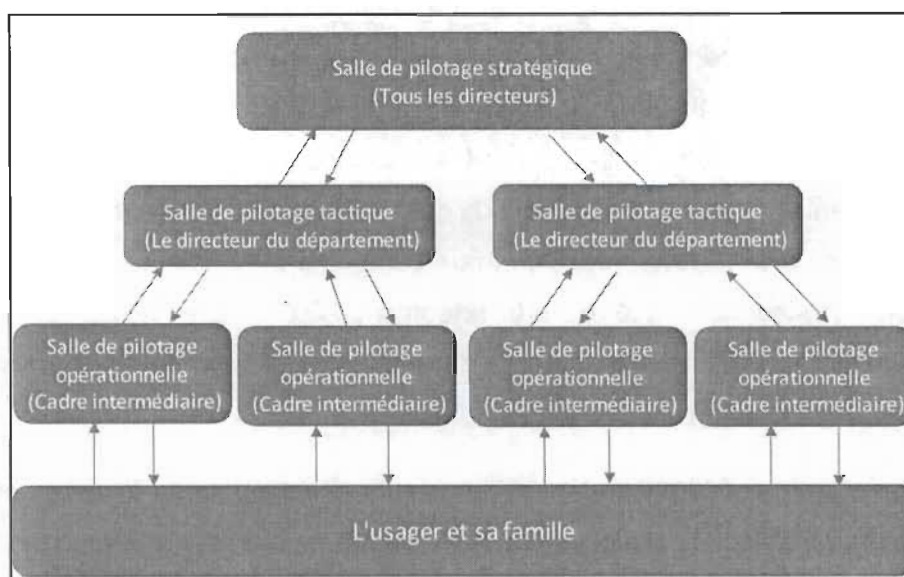 Salle de pilotage stratégique
(Tous les directeurs)
Salle de pilotage tactique
(Le directeur du département)
Salle de pilotage tactique
(Le directeur du département)
Salle de pilotage
opérationnelle
(Cadre intermédiaire)
Salle de pilotage
opérationnelle
(Cadre intermédiaire)
Salle de pilotage
opérationnelle
(Cadre intermédiaire)
Salle de pilotage
opérationnelle
(Cadre intermédiaire)
L'usager et sa famille